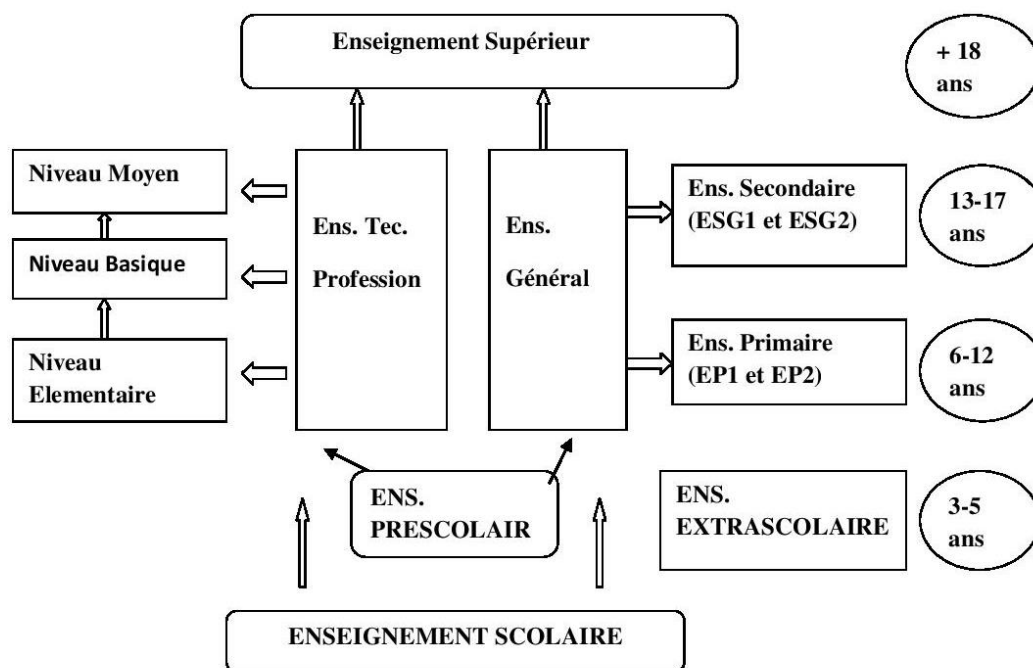 Enseignement Supérieur
+ 18
ans
Niveau Moyen
Niveau Basique
Niveau
Elementaire
Ens. Tec.
Profession
Ens.
Général
Ens. Secondaire
(ESG1 et ESG2)
13-17
ans
Ens. Primaire
(EP1 et EP2)
6-12
ans
ENS.
PRESCOLAIR
ENS.
EXTRASCOLAIRE
3-5
ans
ENSEIGNEMENT SCOLAIRE